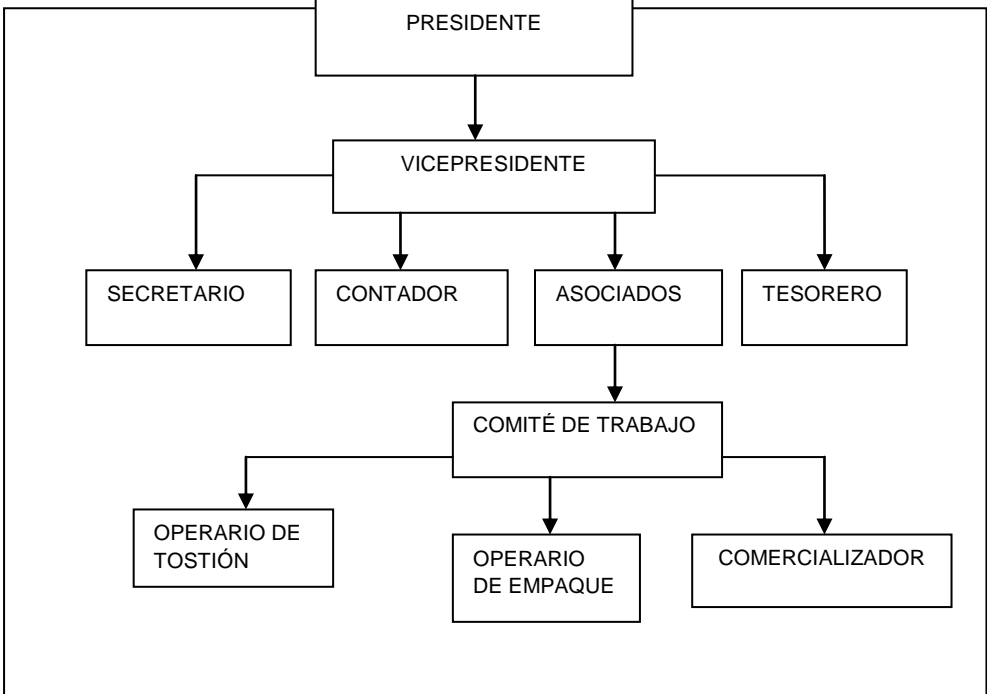 PRESIDENTE
VICEPRESIDENTE
SECRETARIO
CONTADOR
ASOCIADOS
TESORERO
COMITÉ DE TRABAJO
OPERARIO DE
TOSTIÓN
OPERARIO
DE EMPAQUE
COMERCIALIZADOR